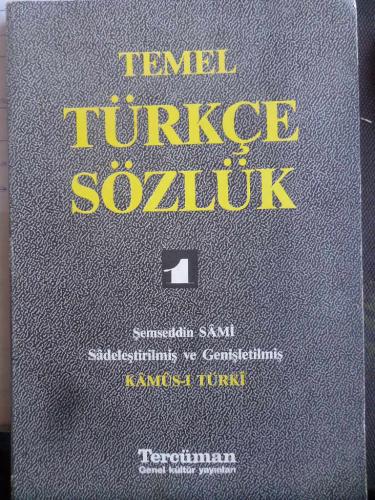 TEMEL
TÜRKÇE
SÖZLÜK
1
Şemseddin SÂMİ
Sâdeleştirilmiş ve Genişletilmiş
KÂMÛS-I TÜRKÎ
Tercüman
Genel kültür yayınları